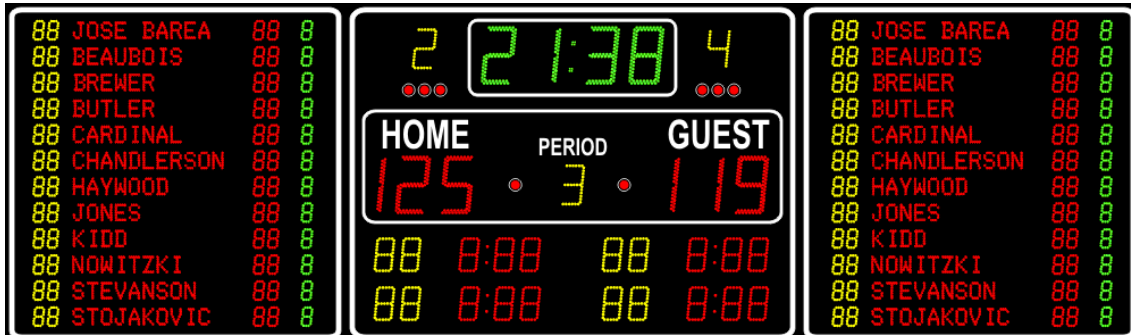 88 JOSE BAREA 88 8
88 BEAUBOIS 88 8
88 BREWER 88 8
88 BUTLER 88 8
88 CARDINAL 88 8
88 CHANDLERSON 88 8
88 HAYWOOD 88 8
88 JONES 88 8
88 KIDD 88 8
88 NOWITZKI 88 8
88 STEVANSON 88 8
88 STOJAKOVIC 88 8
2 21:38 4
HOME PERIOD GUEST
125 3 119
88 8:88 88 8:88
88 8:88 88 8:88
88 JOSE BAREA 88 8
88 BEAUBOIS 88 8
88 BREWER 88 8
88 BUTLER 88 8
88 CARDINAL 88 8
88 CHANDLERSON 88 8
88 HAYWOOD 88 8
88 JONES 88 8
88 KIDD 88 8
88 NOWITZKI 88 8
88 STEVANSON 88 8
88 STOJAKOVIC 88 8